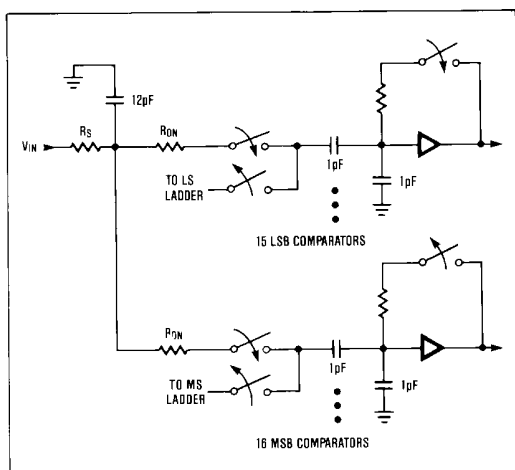 12pF
VIN
RS
RON
TO LS
LADDER
1pF
1pF
15 LSB COMPARATORS
RON
TO MS
LADDER
1pF
1pF
16 MSB COMPARATORS